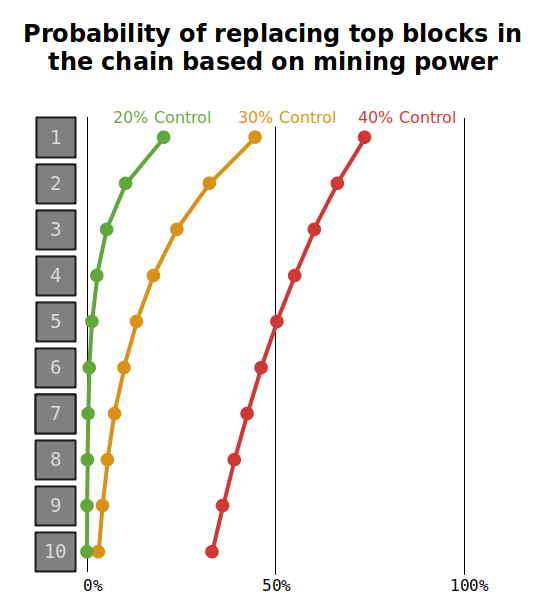 Probability of replacing top blocks in
the chain based on mining power
20% Control 30% Control 40% Control
1
2
3
4
5
6
7
8
9
10
0% 50% 100%